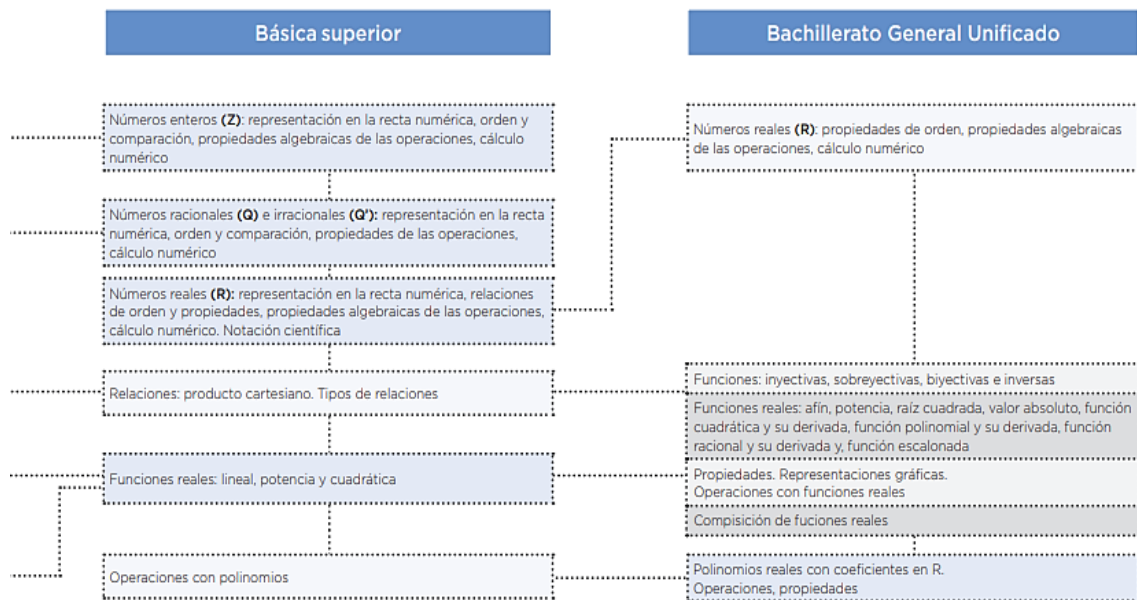 Básica superior
Números enteros (Z): representación en la recta numérica, orden y
comparación, propiedades algebraicas de las operaciones, cálculo
numérico
Números racionales (Q) e irracionales (Q'): representación en la recta
numérica, orden y comparación, propiedades de las operaciones,
cálculo numérico
Números reales (R): representación en la recta numérica, relaciones
de orden y propiedades, propiedades algebraicas de las operaciones,
cálculo numérico. Notación científica
Relaciones: producto cartesiano. Tipos de relaciones
Funciones reales: lineal, potencia y cuadrática
Operaciones con polinomios
Bachillerato General Unificado
Números reales (R): propiedades de orden, propiedades algebraicas
de las operaciones, cálculo numérico
Funciones: inyectivas, sobreyectivas, biyectivas e inversas
Funciones reales: afín, potencia, raíz cuadrada, valor absoluto, función
cuadrática y su derivada, función polinomial y su derivada, función
racional y su derivada y, función escalonada
Propiedades. Representaciones gráficas.
Operaciones con funciones reales
Compisición de fuciones reales
Polinomios reales con coeficientes en R.
Operaciones, propiedades